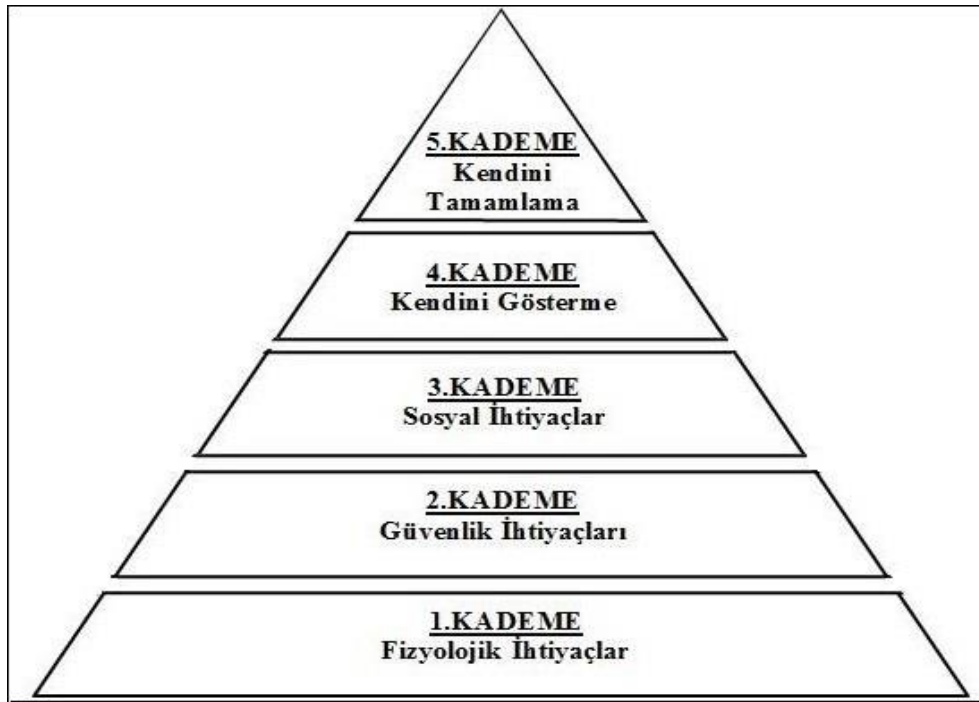 5.KADEME
Kendini
Tamamlama
4.KADEME
Kendini Gösterme
3.KADEME
Sosyal İhtiyaçlar
2.KADEME
Güvenlik İhtiyaçları
1.KADEME
Fizyolojik İhtiyaçlar